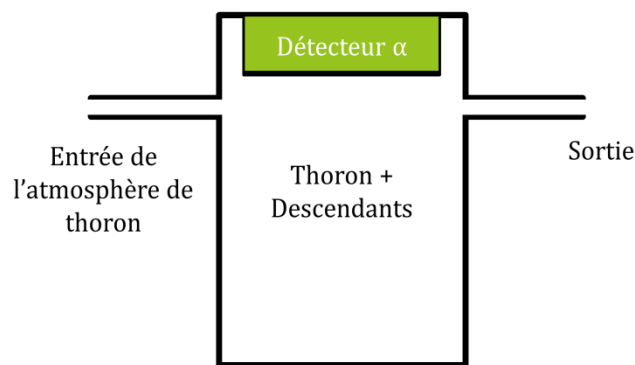 Détecteur α
Entrée de
l'atmosphère de
thoron
Thoron +
Descendants
Sortie